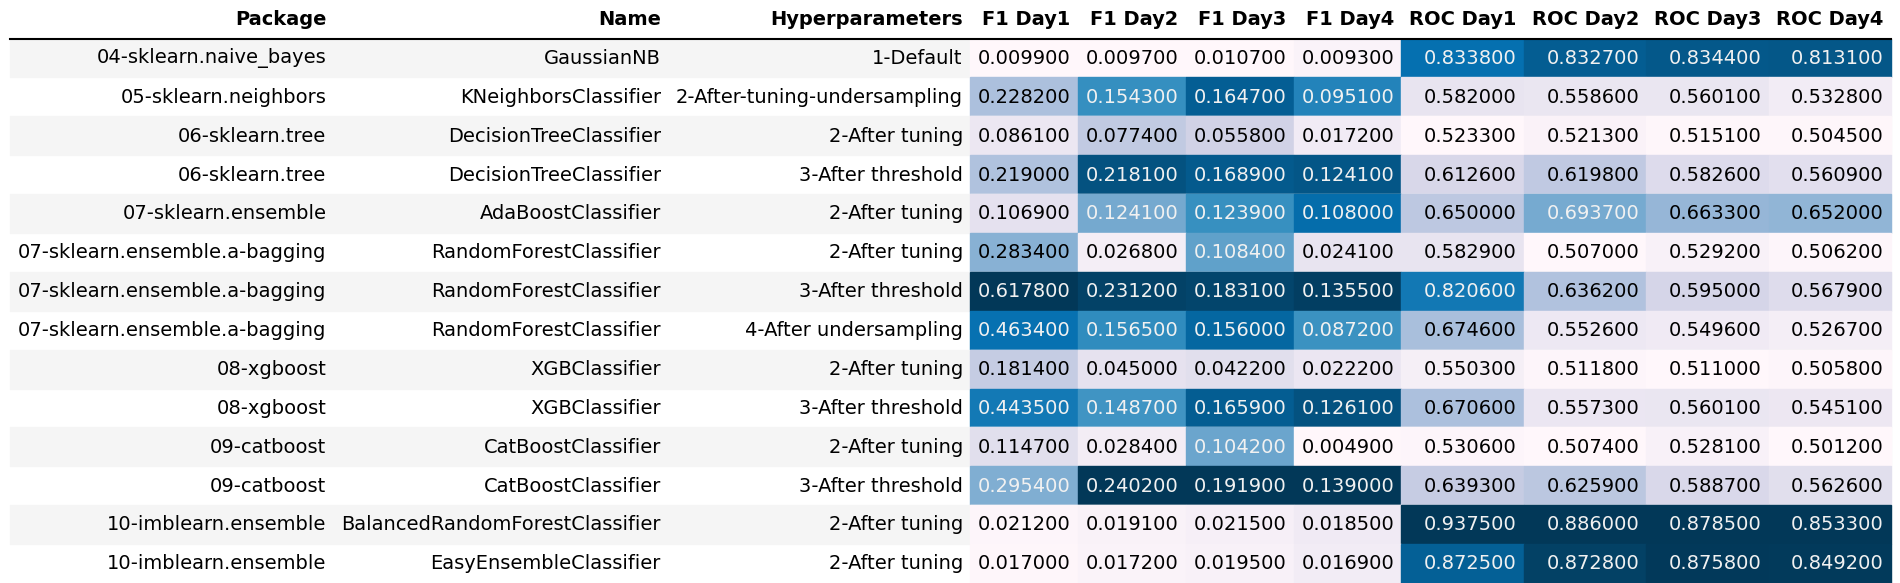 Package Name Hyperparameters F1 Day1 F1 Day2 F1 Day3 F1 Day4 ROC Day1 ROC Day2 ROC Day3 ROC Day4
04-sklearn.naive_bayes GaussianNB 1-Default 0.009900 0.009700 0.010700 0.009300 0.833800 0.832700 0.834400 0.813100
05-sklearn.neighbors KNeighborsClassifier 2-After-tuning-undersampling 0.228200 0.154300 0.164700 0.095100 0.582000 0.558600 0.560100 0.532800
06-sklearn.tree DecisionTreeClassifier 2-After tuning 0.086100 0.077400 0.055800 0.017200 0.523300 0.521300 0.515100 0.504500
06-sklearn.tree DecisionTreeClassifier 3-After threshold 0.219000 0.218100 0.168900 0.124100 0.612600 0.619800 0.582600 0.560900
07-sklearn.ensemble AdaBoostClassifier 2-After tuning 0.106900 0.124100 0.123900 0.108000 0.650000 0.693700 0.663300 0.652000
07-sklearn.ensemble.a-bagging RandomForestClassifier 2-After tuning 0.283400 0.026800 0.108400 0.024100 0.582900 0.507000 0.529200 0.506200
07-sklearn.ensemble.a-bagging RandomForestClassifier 3-After threshold 0.617800 0.231200 0.183100 0.135500 0.820600 0.636200 0.595000 0.567900
07-sklearn.ensemble.a-bagging RandomForestClassifier 4-After undersampling 0.463400 0.156500 0.156000 0.087200 0.674600 0.552600 0.549600 0.526700
08-xgboost XGBClassifier 2-After tuning 0.181400 0.045000 0.042200 0.022200 0.550300 0.511800 0.511000 0.505800
08-xgboost XGBClassifier 3-After threshold 0.443500 0.148700 0.165900 0.126100 0.670600 0.557300 0.560100 0.545100
09-catboost CatBoostClassifier 2-After tuning 0.114700 0.028400 0.104200 0.004900 0.530600 0.507400 0.528100 0.501200
09-catboost CatBoostClassifier 3-After threshold 0.295400 0.240200 0.191900 0.139000 0.639300 0.625900 0.588700 0.562600
10-imblearn.ensemble BalancedRandomForestClassifier 2-After tuning 0.021200 0.019100 0.021500 0.018500 0.937500 0.886000 0.878500 0.853300
10-imblearn.ensemble EasyEnsembleClassifier 2-After tuning 0.017000 0.017200 0.019500 0.016900 0.872500 0.872800 0.875800 0.849200